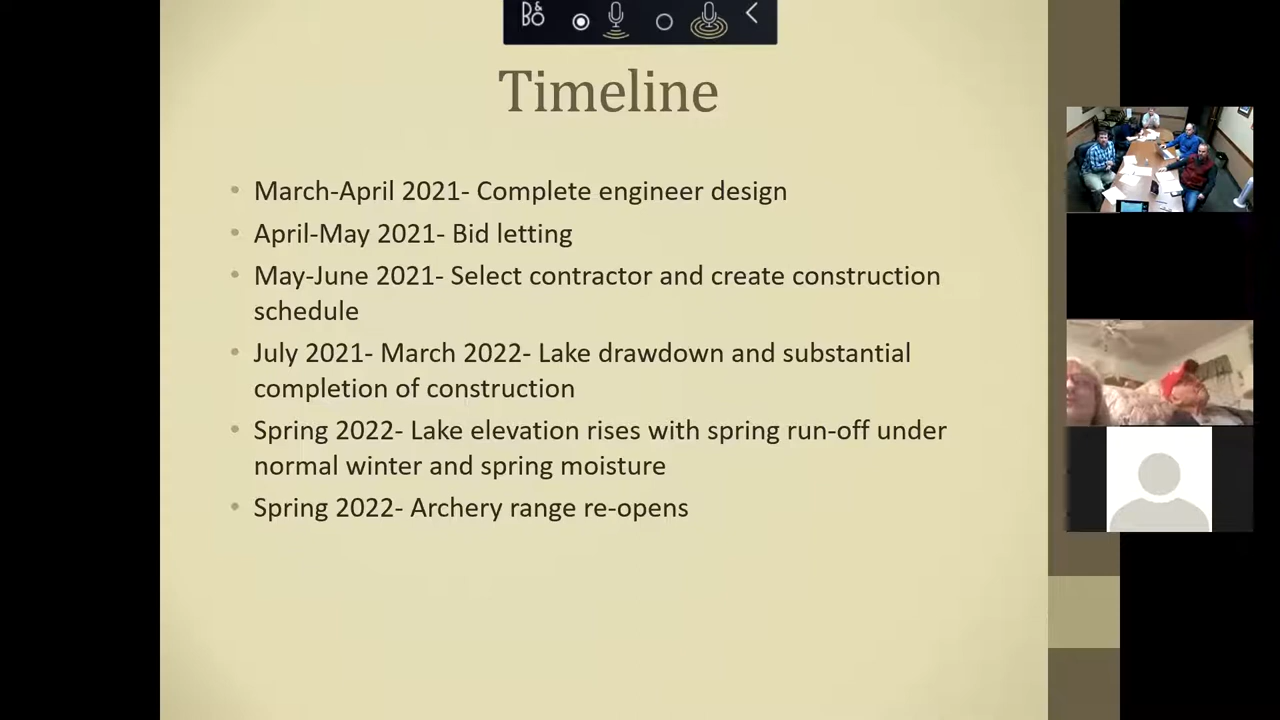 B&
BO
Timeline
March-April 2021- Complete engineer design
April-May 2021- Bid letting
May-June 2021- Select contractor and create construction
schedule
July 2021- March 2022- Lake drawdown and substantial
completion of construction
Spring 2022- Lake elevation rises with spring run-off under
normal winter and spring moisture
Spring 2022- Archery range re-opens